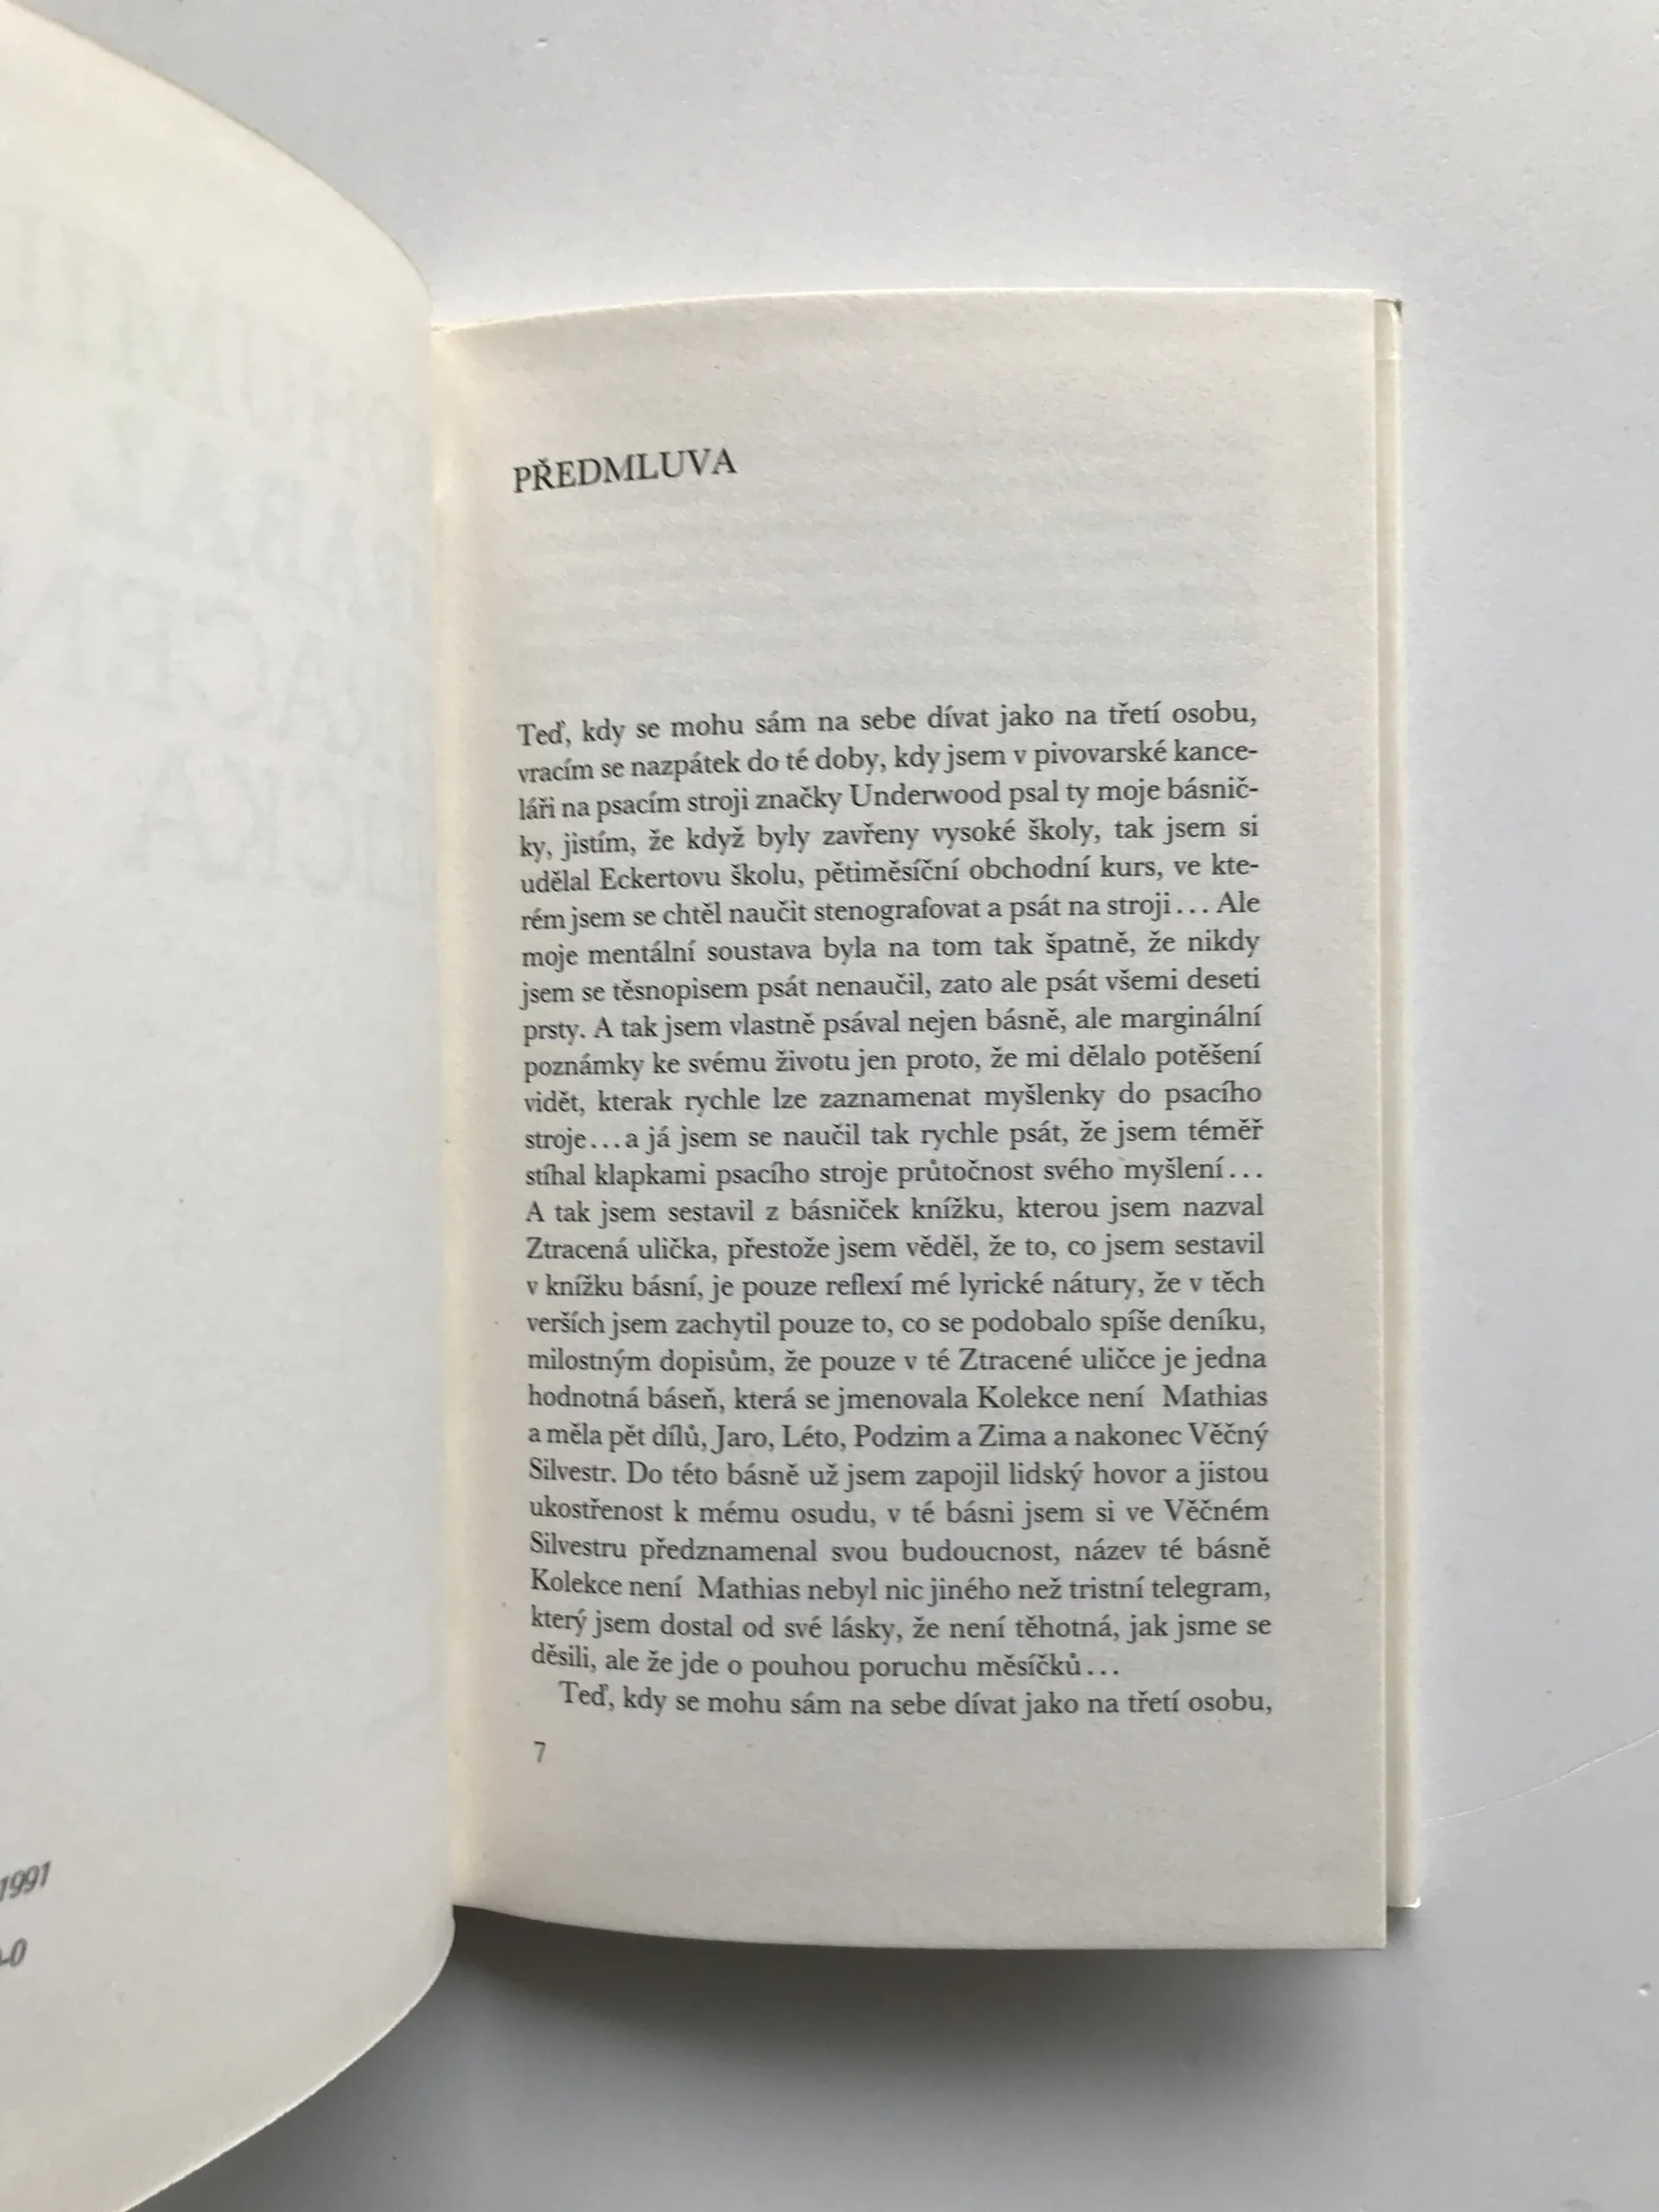 1991
-0
PŘEDMLUVA
Teď, kdy se mohu sám na sebe dívat jako na třetí osobu,
vracím se nazpátek do té doby, kdy jsem v pivovarské kance-
láři na psacím stroji značky Underwood psal ty moje básnič-
ky, jistím, že když byly zavřeny vysoké školy, tak jsem si
udělal Eckertovu školu, pětiměsíční obchodní kurs, ve kte-
rém jsem se chtěl naučit stenografovat a psát na stroji... Ale
moje mentální soustava byla na tom tak špatně, že nikdy
jsem se těsnopisem psát nenaučil, zato ale psát všemi deseti
prsty. A tak jsem vlastně psával nejen básně, ale marginální
poznámky ke svému životu jen proto, že mi dělalo potěšení
vidět, kterak rychle lze zaznamenat myšlenky do psacího
stroje...a já jsem se naučil tak rychle psát, že jsem téměř
stíhal klapkami psacího stroje průtočnost svého myšlení...
A tak jsem sestavil z básniček knížku, kterou jsem nazval
Ztracená ulička, přestože jsem věděl, že to, co jsem sestavil
v knížku básní, je pouze reflexí mé lyrické nátury, že v těch
verších jsem zachytil pouze to, co se podobalo spíše deníku,
milostným dopisům, že pouze v té Ztracené uličce je jedna
hodnotná báseň, která se jmenovala Kolekce není Mathias
a měla pět dílů, Jaro, Léto, Podzim a Zima a nakonec Věčný
Silvestr. Do této básně už jsem zapojil lidský hovor a jistou
ukostřenost k mému osudu, v té básni jsem si ve Věčném
Silvestru předznamenal svou budoucnost, název té básně
Kolekce není Mathias nebyl nic jiného než tristní telegram,
který jsem dostal od své lásky, že není těhotná, jak jsme se
děsili, ale že jde o pouhou poruchu měsíčků...
Teď, kdy se mohu sám na sebe dívat jako na třetí osobu,
7